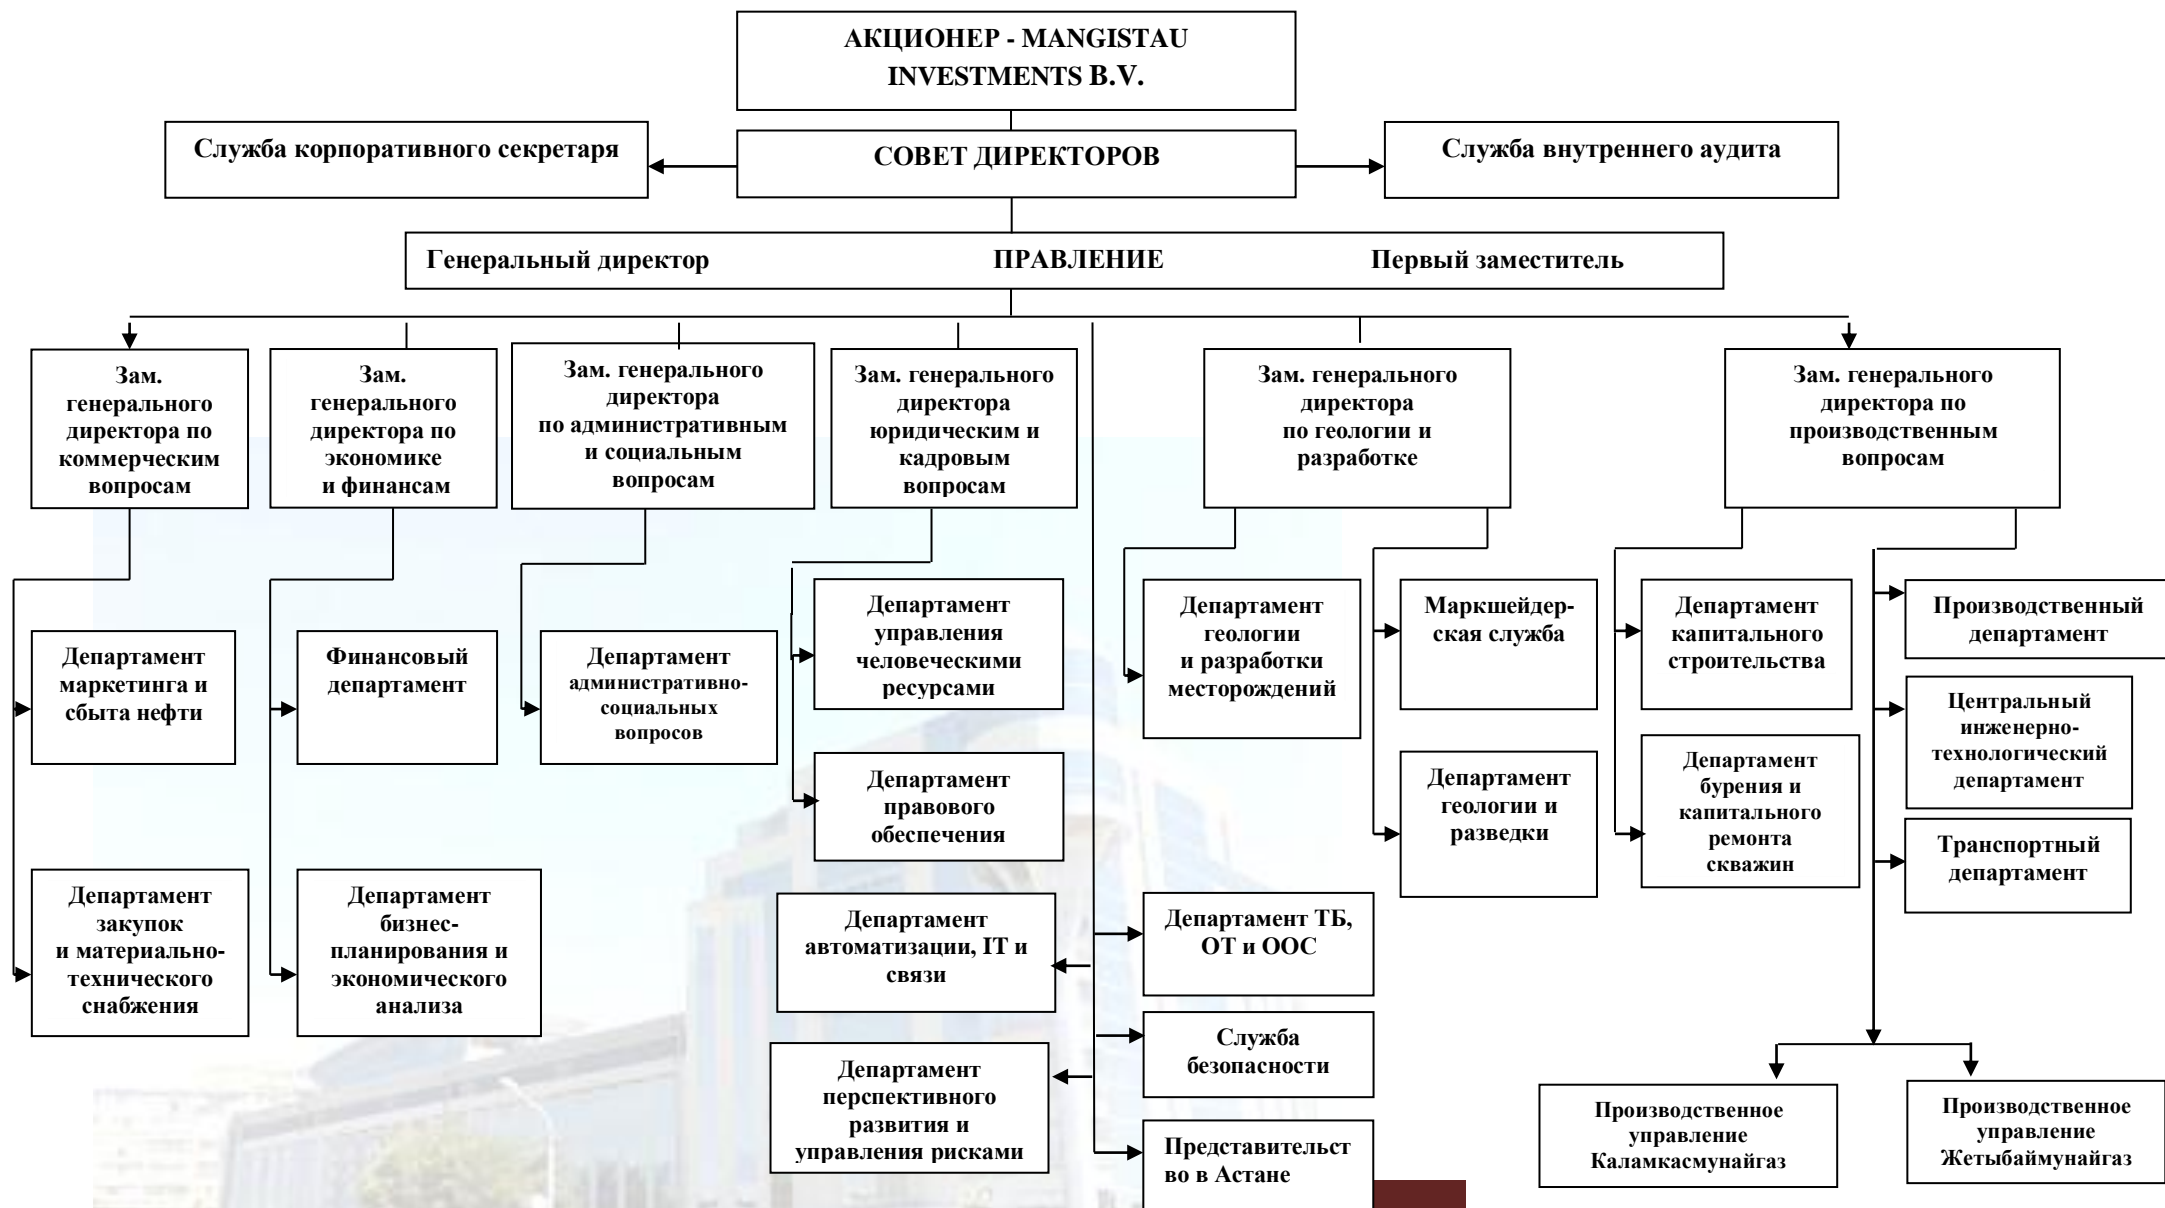 АКЦИОНЕР - MANGISTAU
INVESTMENTS B.V.
Служба корпоративного секретаря
СОВЕТ ДИРЕКТОРОВ
Служба внутреннего аудита
Генеральный директор ПРАВЛЕНИЕ Первый заместитель
Зам.
генерального
директора по
коммерческим
вопросам
Зам.
генерального
директора по
экономике
и финансам
Зам. генерального
директора
по административным
и социальным
вопросам
Зам. генерального
директора
юридическим и
кадровым
вопросам
Зам. генерального
директора
по геологии и
разработке
Зам. генерального
директора по
производственным
вопросам
Департамент
маркетинга и
сбыта нефти
Финансовый
департамент
Департамент
административно-
социальных
вопросов
Департамент
управления
человеческими
ресурсами
Департамент
геологии
и разработки
месторождений
Маркшейдер-
ская служба
Департамент
капитального
строительства
Производственный
департамент
Центральный
инженерно-
технологический
департамент
Департамент
правового
обеспечения
Департамент
геологии и
разведки
Департамент
бурения и
капитального
ремонта
скважин
Транспортный
департамент
Департамент
закупок
и материально-
технического
снабжения
Департамент
бизнес-
планирования и
экономического
анализа
Департамент
автоматизации, IT и
связи
Департамент ТБ,
ОТ и ООС
Служба
безопасности
Департамент
перспективного
развития и
управления рисками
Представительст
во в Астане
Производственное
управление
Каламкасмунайгаз
Производственное
управление
Жетыбаймунайгаз